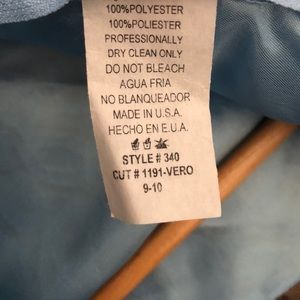 100%POLYESTER
100%POLIESTER
PROFESSIONALLY
DRY CLEAN ONLY
DO NOT BLEACH
AGUA FRIA
NO BLANQUEADOR
MADE IN U.S.A.
HECHO EN E.U.A.
STYLE # 340
CUT # 1191-VERO
9-10